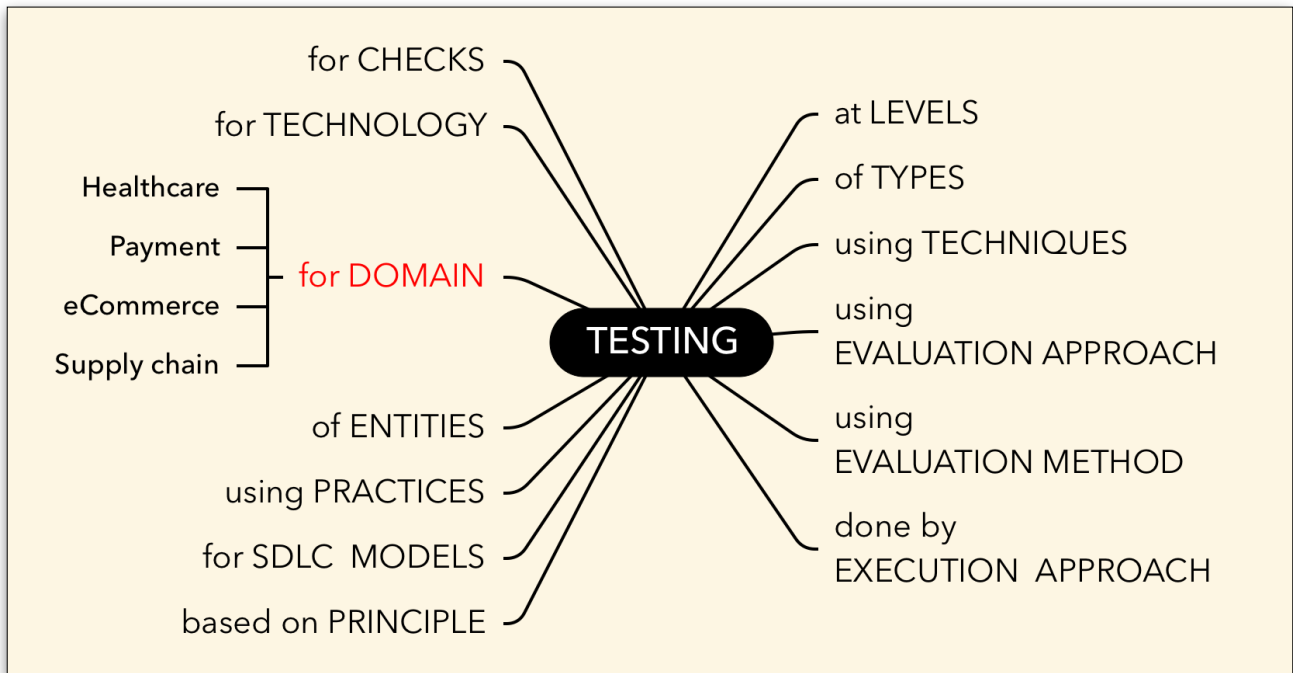 for CHECKS
for TECHNOLOGY
Healthcare
Payment
eCommerce
Supply chain
for DOMAIN
of ENTITIES
using PRACTICES
for SDLC MODELS
based on PRINCIPLE
TESTING
at LEVELS
of TYPES
using TECHNIQUES
using
EVALUATION APPROACH
using
EVALUATION METHOD
done by
EXECUTION APPROACH